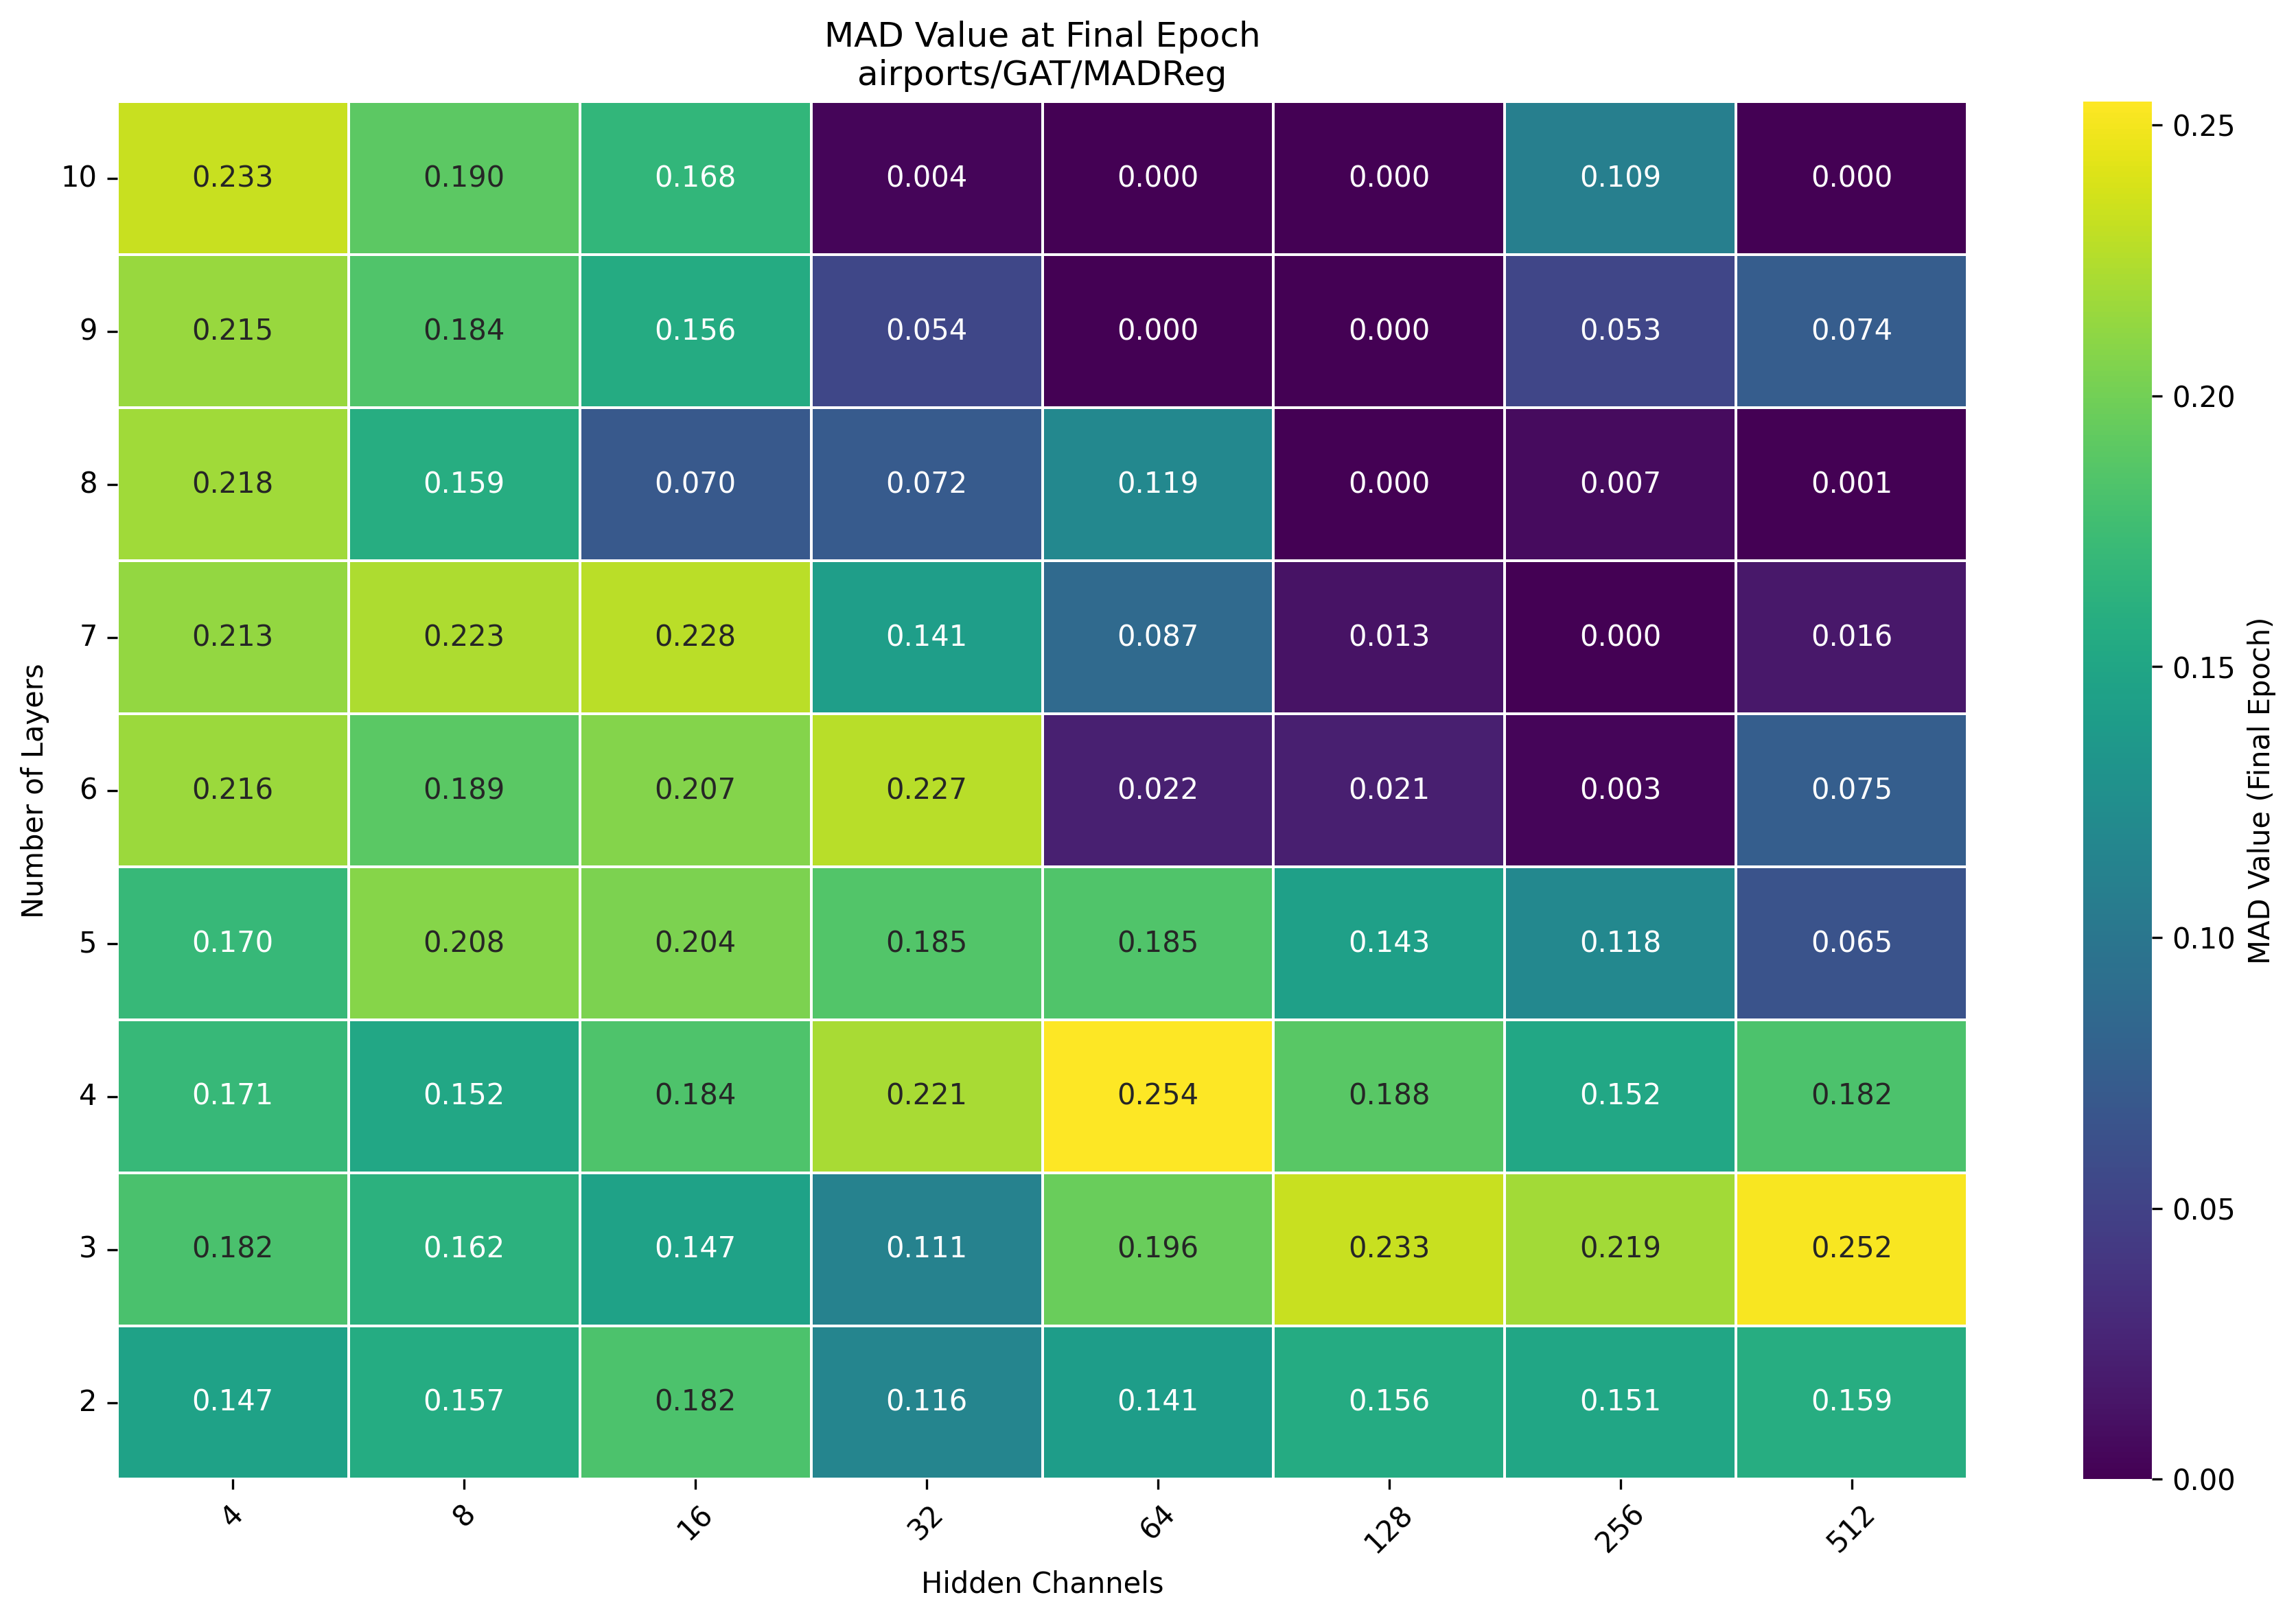 MAD Value at Final Epoch
airports/GAT/MADReg
10 0.233 0.190 0.168 0.004 0.000 0.000 0.109 0.000
9 0.215 0.184 0.156 0.054 0.000 0.000 0.053 0.074
8 0.218 0.159 0.070 0.072 0.119 0.000 0.007 0.001
7 0.213 0.223 0.228 0.141 0.087 0.013 0.000 0.016
6 0.216 0.189 0.207 0.227 0.022 0.021 0.003 0.075
5 0.170 0.208 0.204 0.185 0.185 0.143 0.118 0.065
4 0.171 0.152 0.184 0.221 0.254 0.188 0.152 0.182
3 0.182 0.162 0.147 0.111 0.196 0.233 0.219 0.252
2 0.147 0.157 0.182 0.116 0.141 0.156 0.151 0.159
4 8 16 32 64 128 256 512
Hidden Channels
Number of Layers
0.25
0.20
0.15
0.10
0.05
0.00
MAD Value (Final Epoch)